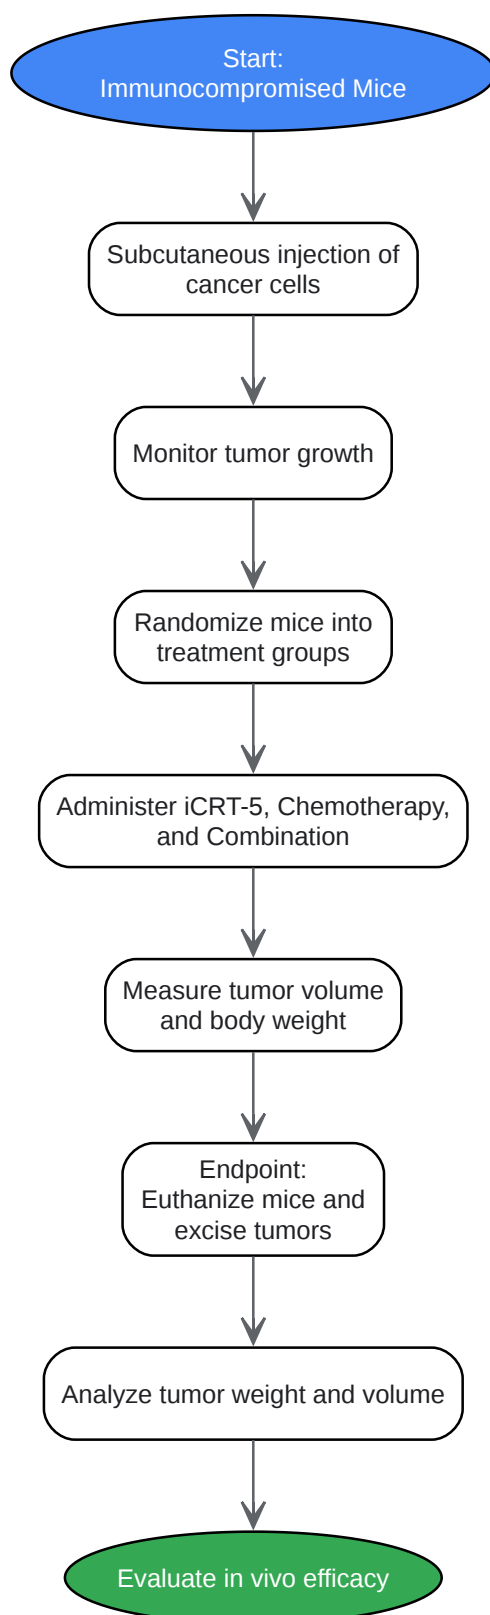 Start:
Immunocompromised Mice
Subcutaneous injection of
cancer cells
Monitor tumor growth
Randomize mice into
treatment groups
Administer iCRT-5, Chemotherapy,
and Combination
Measure tumor volume
and body weight
Endpoint:
Euthanize mice and
excise tumors
Analyze tumor weight and volume
Evaluate in vivo efficacy